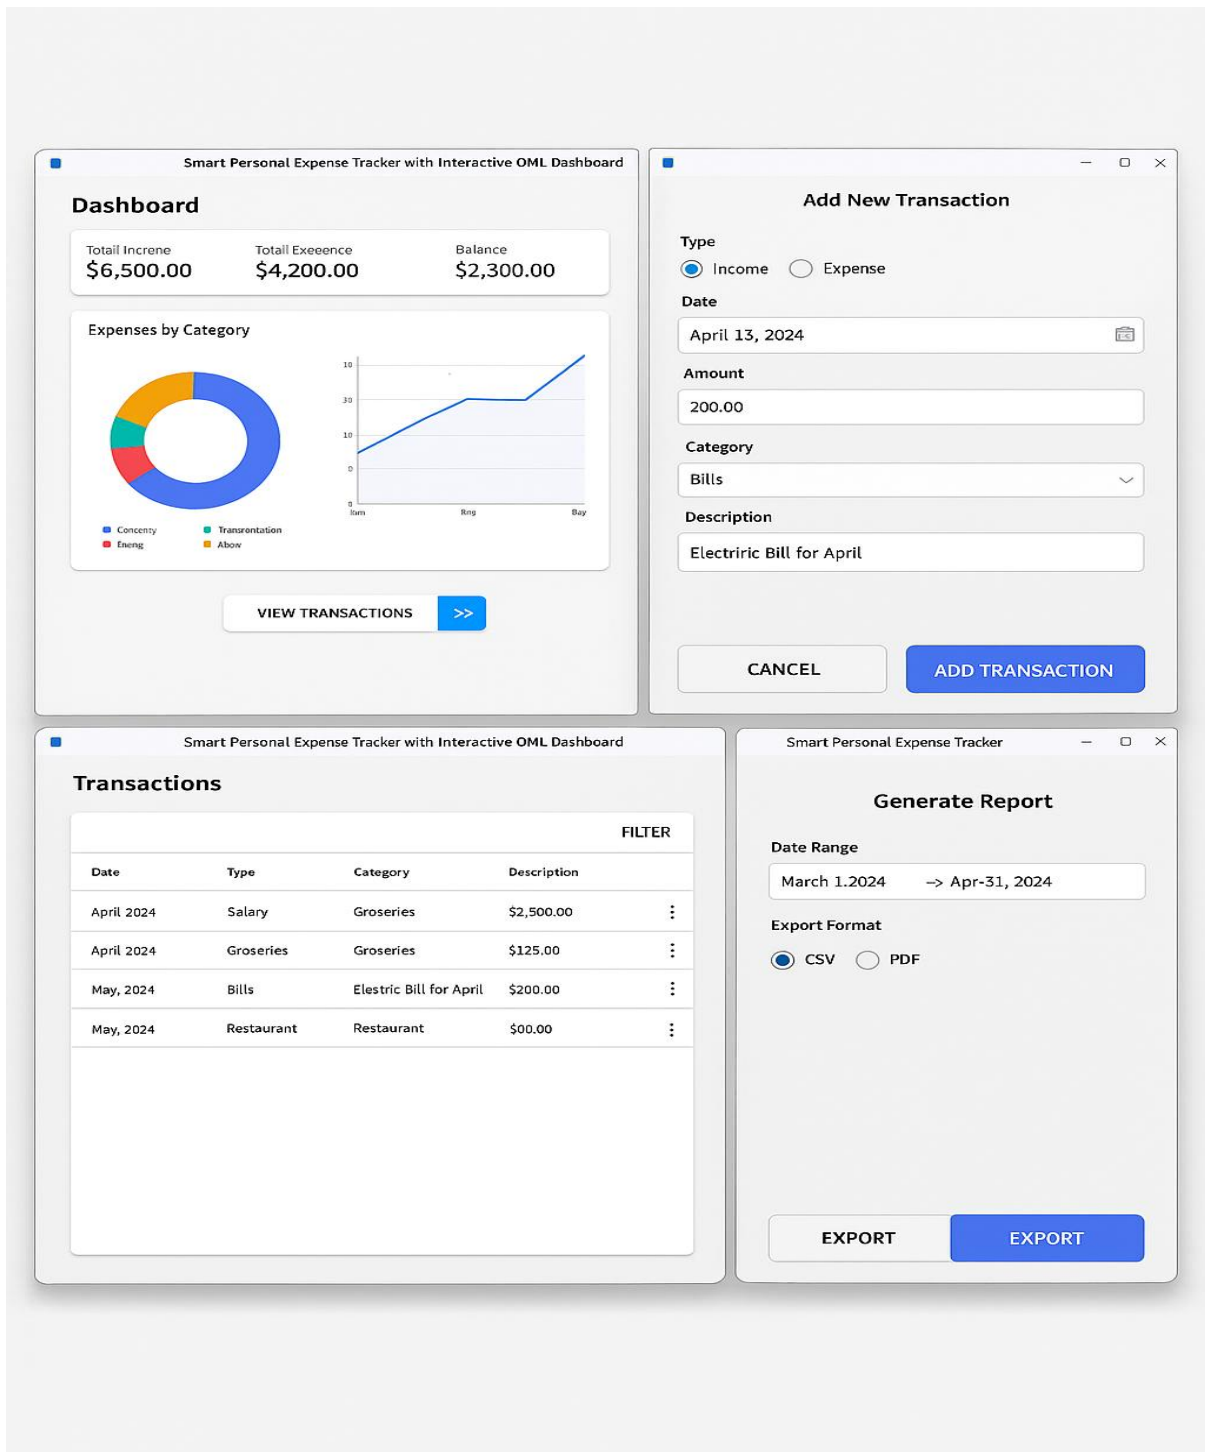 Smart Personal Expense Tracker with Interactive OML Dashboard
Dashboard
Totail Increne Totail Exeeence Balance
$6,500.00 $4,200.00 $2,300.00
Expenses by Category
10
30
10
0
0
Rng Bay
Concenty Transrontation
Eneng Abow
VIEW TRANSACTIONS >>
Add New Transaction
Type
Income Expense
Date
April 13, 2024
Amount
200.00
Category
Bills
Description
Electriric Bill for April
CANCEL ADD TRANSACTION
Smart Personal Expense Tracker with Interactive OML Dashboard
Transactions
FILTER
Date Type Category Description
April 2024 Salary Groseries $2,500.00
April 2024 Groseries Groseries $125.00
May, 2024 Bills Elestric Bill for April $200.00
May, 2024 Restaurant Restaurant $00.00
Smart Personal Expense Tracker
Generate Report
Date Range
March 1.2024 --> Apr-31, 2024
Export Format
CSV PDF
EXPORT EXPORT